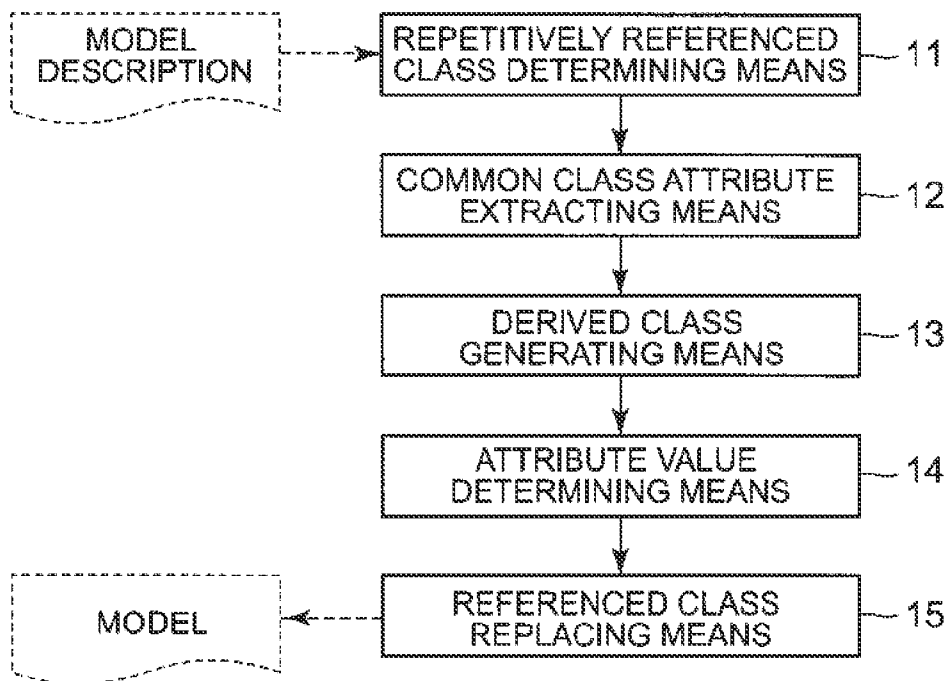 MODEL
DESCRIPTION
REPETITIVELY REFERENCED
CLASS DETERMINING MEANS
11
COMMON CLASS ATTRIBUTE
EXTRACTING MEANS
12
DERIVED CLASS
GENERATING MEANS
13
ATTRIBUTE VALUE
DETERMINING MEANS
14
MODEL
REFERENCED CLASS
REPLACING MEANS
15